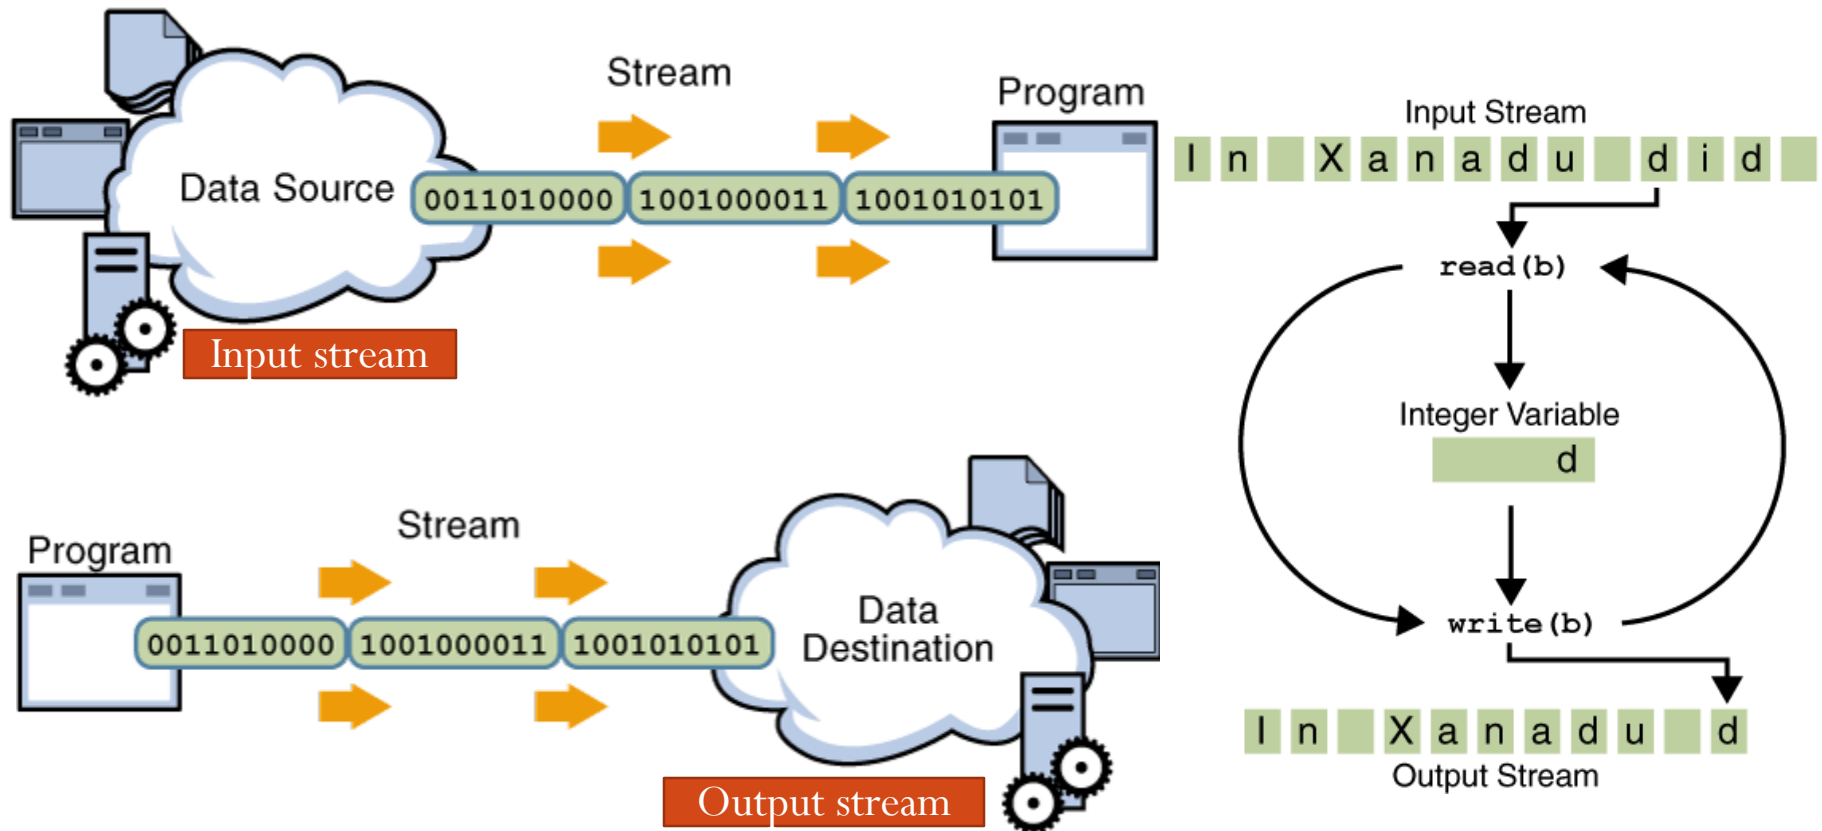 Stream
Program
Data Source
0011010000 1001000011 1001010101
Input stream
Program
Stream
0011010000 1001000011 1001010101
Data
Destination
Output stream
Input Stream
I n   X a n a d u   d i d
read(b)
Integer Variable
d
write(b)
I n   X a n a d u   d
Output Stream